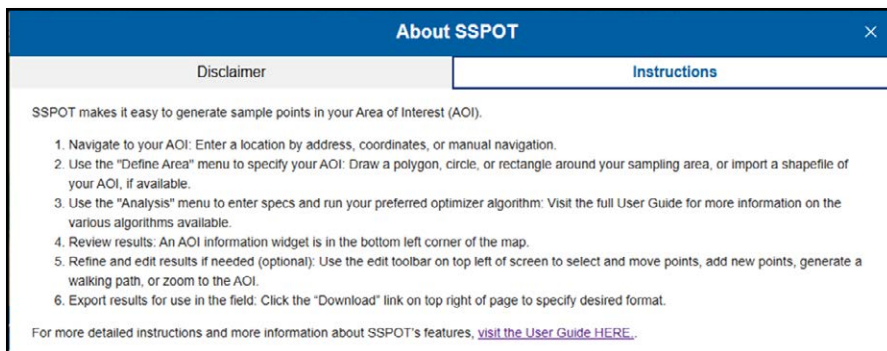 About SSPOT ×
Disclaimer Instructions
SSPOT makes it easy to generate sample points in your Area of Interest (AOI).
1. Navigate to your AOI: Enter a location by address, coordinates, or manual navigation.
2. Use the "Define Area" menu to specify your AOI: Draw a polygon, circle, or rectangle around your sampling area, or import a shapefile of
your AOI, if available.
3. Use the "Analysis" menu to enter specs and run your preferred optimizer algorithm: Visit the full User Guide for more information on the
various algorithms available.
4. Review results: An AOI information widget is in the bottom left corner of the map.
5. Refine and edit results if needed (optional): Use the edit toolbar on top left of screen to select and move points, add new points, generate a
walking path, or zoom to the AOI.
6. Export results for use in the field: Click the “Download” link on top right of page to specify desired format.
For more detailed instructions and more information about SSPOT's features, visit the User Guide HERE..